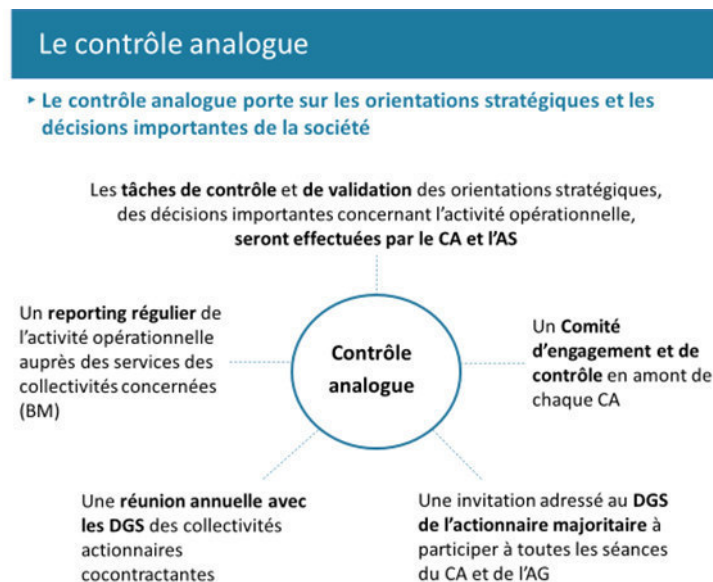 Le contrôle analogue
‣ Le contrôle analogue porte sur les orientations stratégiques et les
décisions importantes de la société
Les tâches de contrôle et de validation des orientations stratégiques,
des décisions importantes concernant l'activité opérationnelle,
seront effectuées par le CA et l'AS
Un reporting régulier de
l'activité opérationnelle
auprès des services des
collectivités concernées
(BM)
Contrôle
analogue
Un Comité
d'engagement et de
contrôle en amont de
chaque CA
Une réunion annuelle avec
les DGS des collectivités
actionnaires
cocontractantes
Une invitation adressé au DGS
de l'actionnaire majoritaire à
participer à toutes les séances
du CA et de l'AG